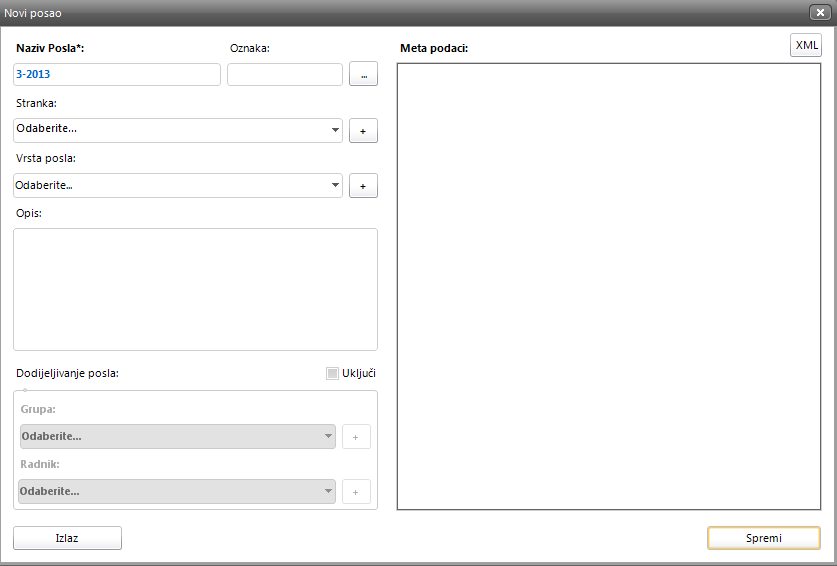 Novi posao
Naziv Posla*:
Oznaka:
3-2013
...
Stranka:
Odaberite...
+
Vrsta posla:
Odaberite...
+
Opis:
Dodijeljivanje posla:
Uključi
Grupa:
Odaberite...
+
Radnik:
Odaberite...
+
Izlaz
Meta podaci:
XML
Spremi